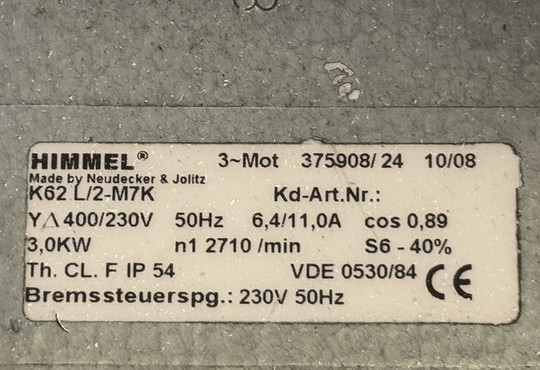 HIMMEL® 3~Mot 375908/ 24 10/08
Made by Neudecker & Jolitz
K62 L/2-M7K Kd-Art.Nr.:
Y△ 400/230V 50Hz 6,4/11,0A cos 0,89
3,0KW n1 2710 /min S6 - 40%
Th. CL. F IP 54 VDE 0530/84 CE
Bremssteuerspg.: 230V 50Hz